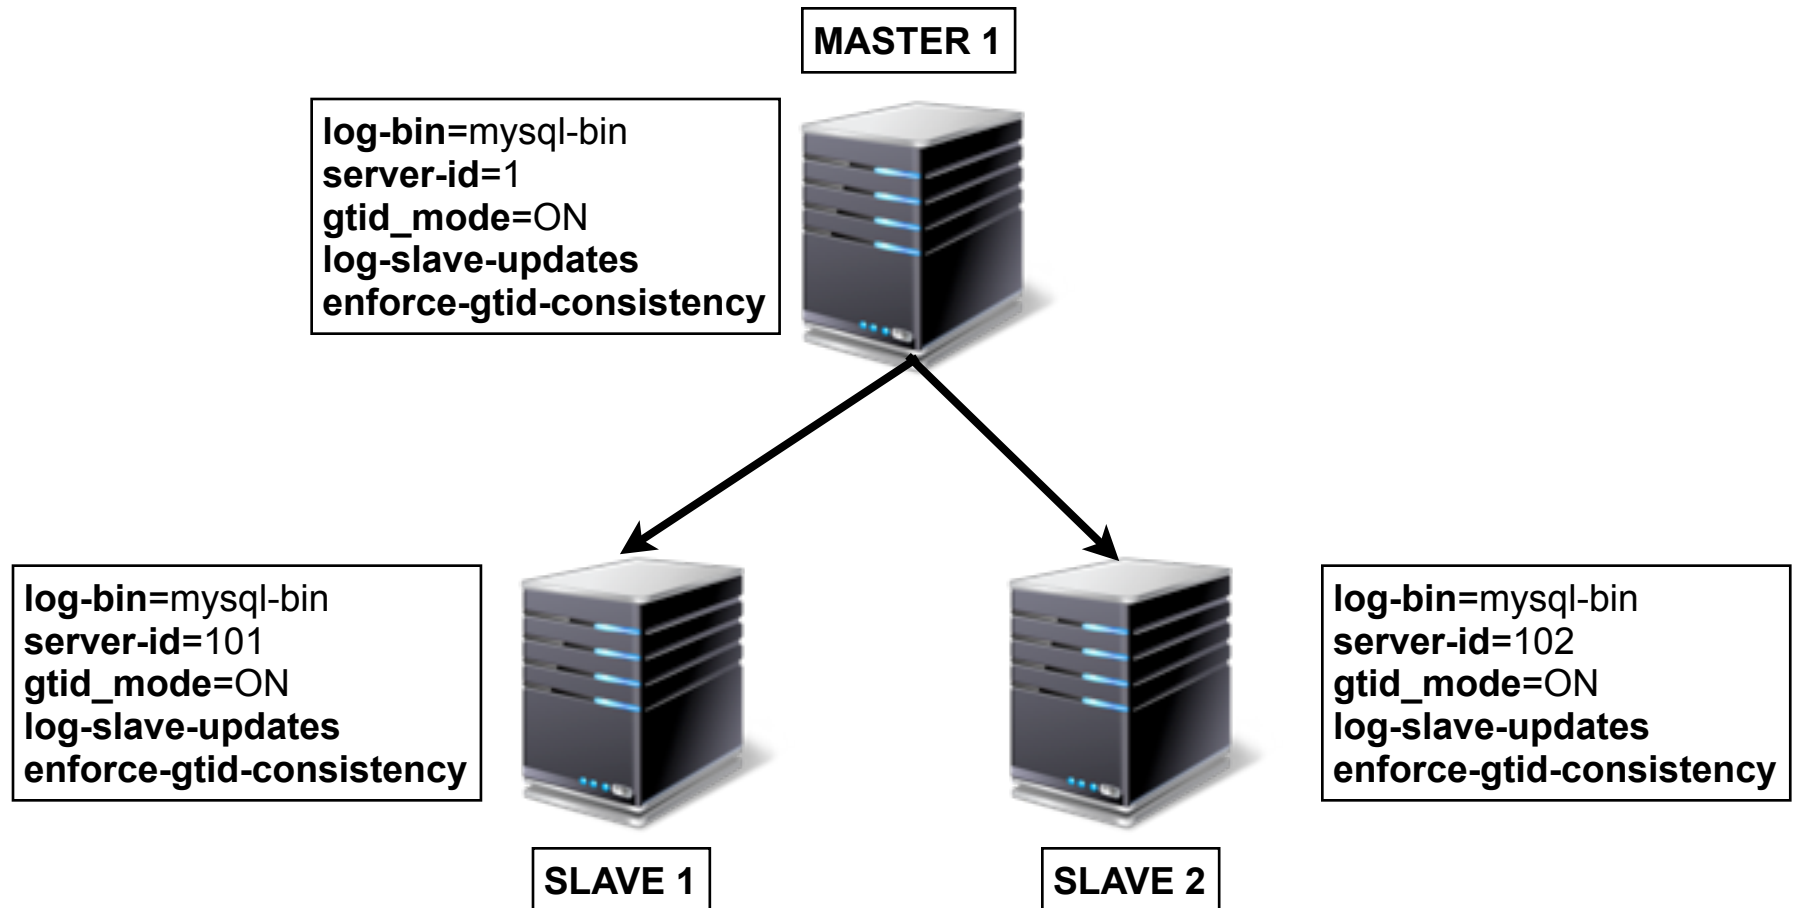 MASTER 1
log-bin=mysql-bin
server-id=1
gtid_mode=ON
log-slave-updates
enforce-gtid-consistency
log-bin=mysql-bin
server-id=101
gtid_mode=ON
log-slave-updates
enforce-gtid-consistency
log-bin=mysql-bin
server-id=102
gtid_mode=ON
log-slave-updates
enforce-gtid-consistency
SLAVE 1
SLAVE 2